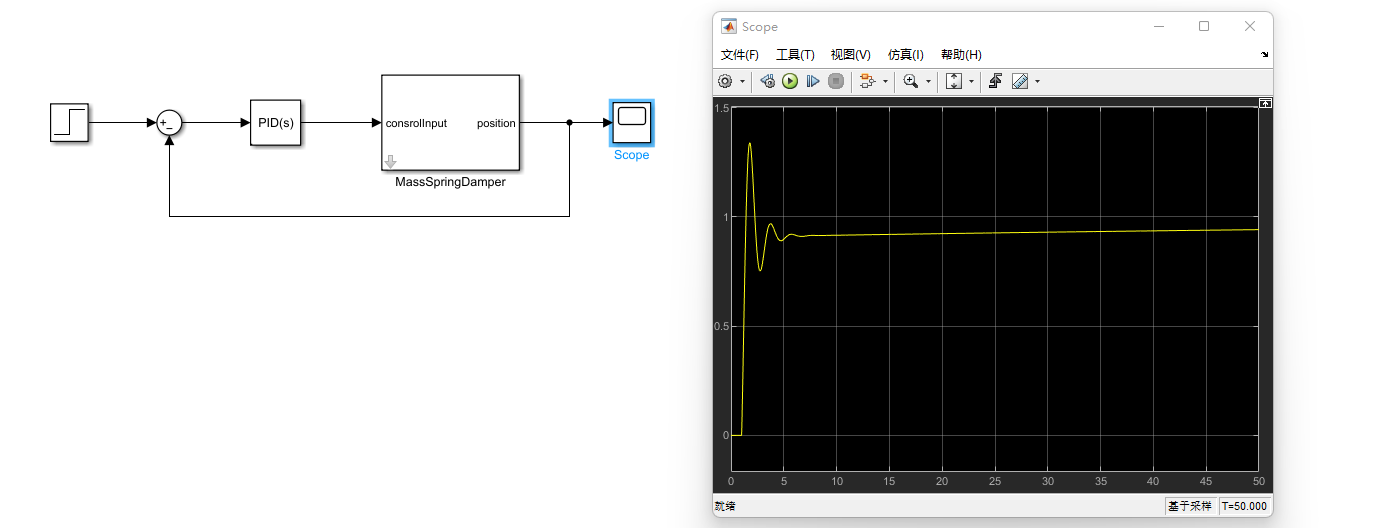 +
_
PID(s)
consrolInput
position
MassSpringDamper
Scope
Scope
文件(F) 工具(T) 视图(V) 仿真(I) 帮助(H)
1.5
1
0.5
0
0 5 10 15 20 25 30 35 40 45 50
就绪
基于采样 T=50.000